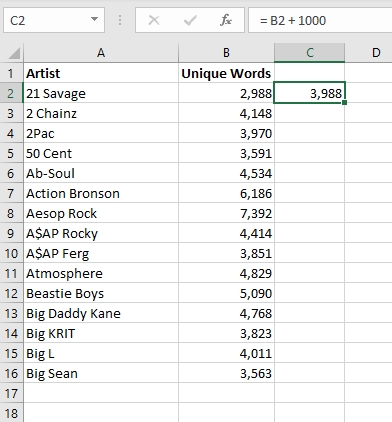 C2 fx = B2 + 1000
A B C D
1 Artist Unique Words
2 21 Savage 2,988 3,988
3 2 Chainz 4,148
4 2Pac 3,970
5 50 Cent 3,591
6 Ab-Soul 4,534
7 Action Bronson 6,186
8 Aesop Rock 7,392
9 A$AP Rocky 4,414
10 A$AP Ferg 3,851
11 Atmosphere 4,829
12 Beastie Boys 5,090
13 Big Daddy Kane 4,768
14 Big KRIT 3,823
15 Big L 4,011
16 Big Sean 3,563
17
18